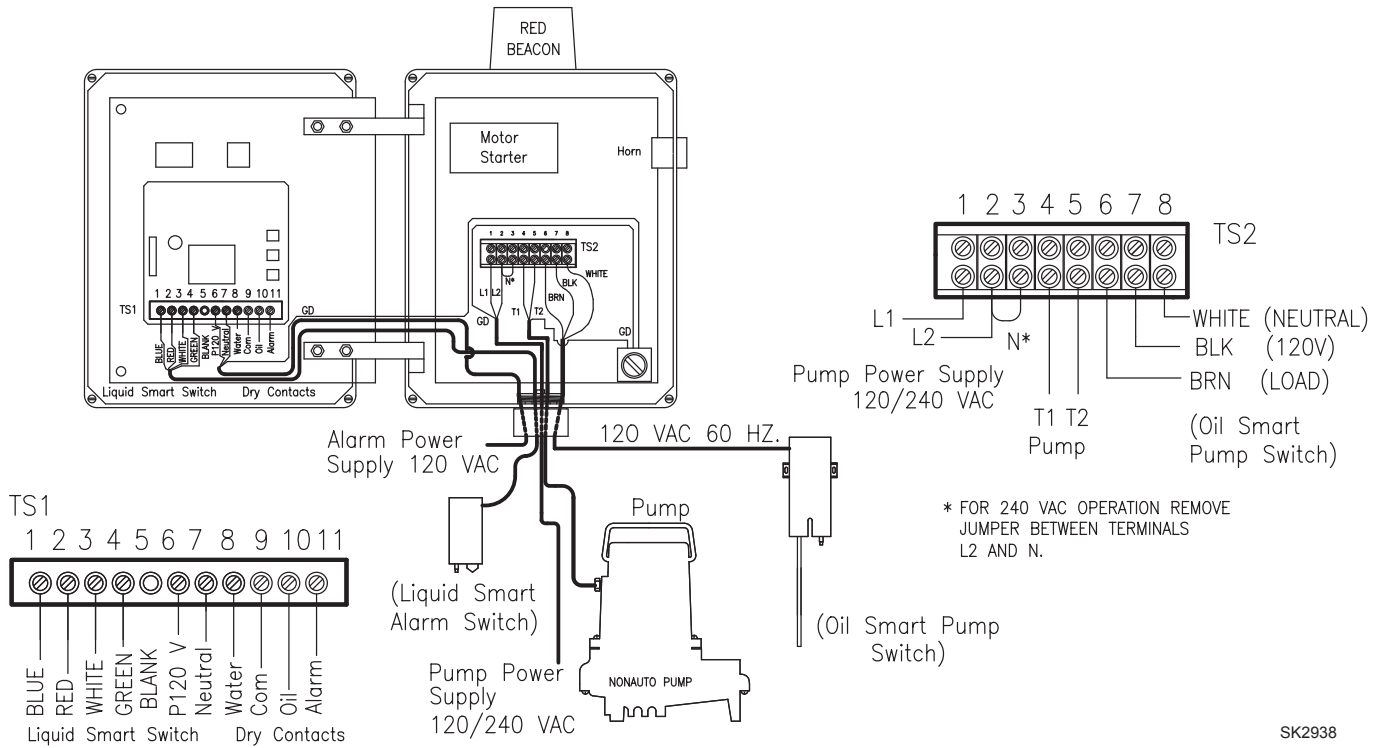 RED
BEACON
Motor
Starter
Horn
1 2 3 4 5 6 7 8
TS2
L1 L2
N*
T1 T2
BRN
BLK
WHITE
GD
GD
1 2 3 4 5 6 7 8 9 10 11
TS1
GD
BLUE
RED
WHITE
GREEN
BLANK
P120 V
Neutral
Water
Com
Oil
Alarm
Liquid Smart Switch Dry Contacts
Alarm Power
Supply 120 VAC
120 VAC 60 HZ.
(Liquid Smart
Alarm Switch)
Pump
NONAUTO PUMP
Pump Power
Supply
120/240 VAC
(Oil Smart Pump
Switch)
1 2 3 4 5 6 7 8
TS2
L1
L2
N*
WHITE (NEUTRAL)
BLK (120V)
BRN (LOAD)
Pump Power Supply
120/240 VAC
T1 T2
Pump
(Oil Smart
Pump Switch)
* FOR 240 VAC OPERATION REMOVE
JUMPER BETWEEN TERMINALS
L2 AND N.
TS1
1 2 3 4 5 6 7 8 9 10 11
BLUE
RED
WHITE
GREEN
BLANK
P120 V
Neutral
Water
Com
Oil
Alarm
Liquid Smart Switch Dry Contacts
SK2938